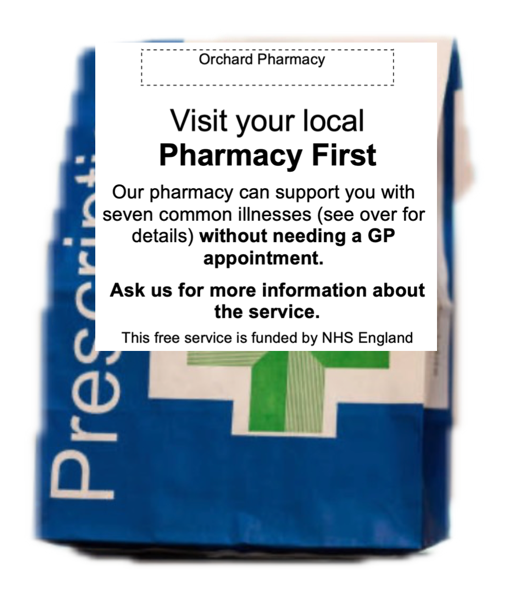 Orchard Pharmacy
Visit your local
Pharmacy First
Our pharmacy can support you with
seven common illnesses (see over for
details) without needing a GP
appointment.
Ask us for more information about
the service.
This free service is funded by NHS England
Prescripti